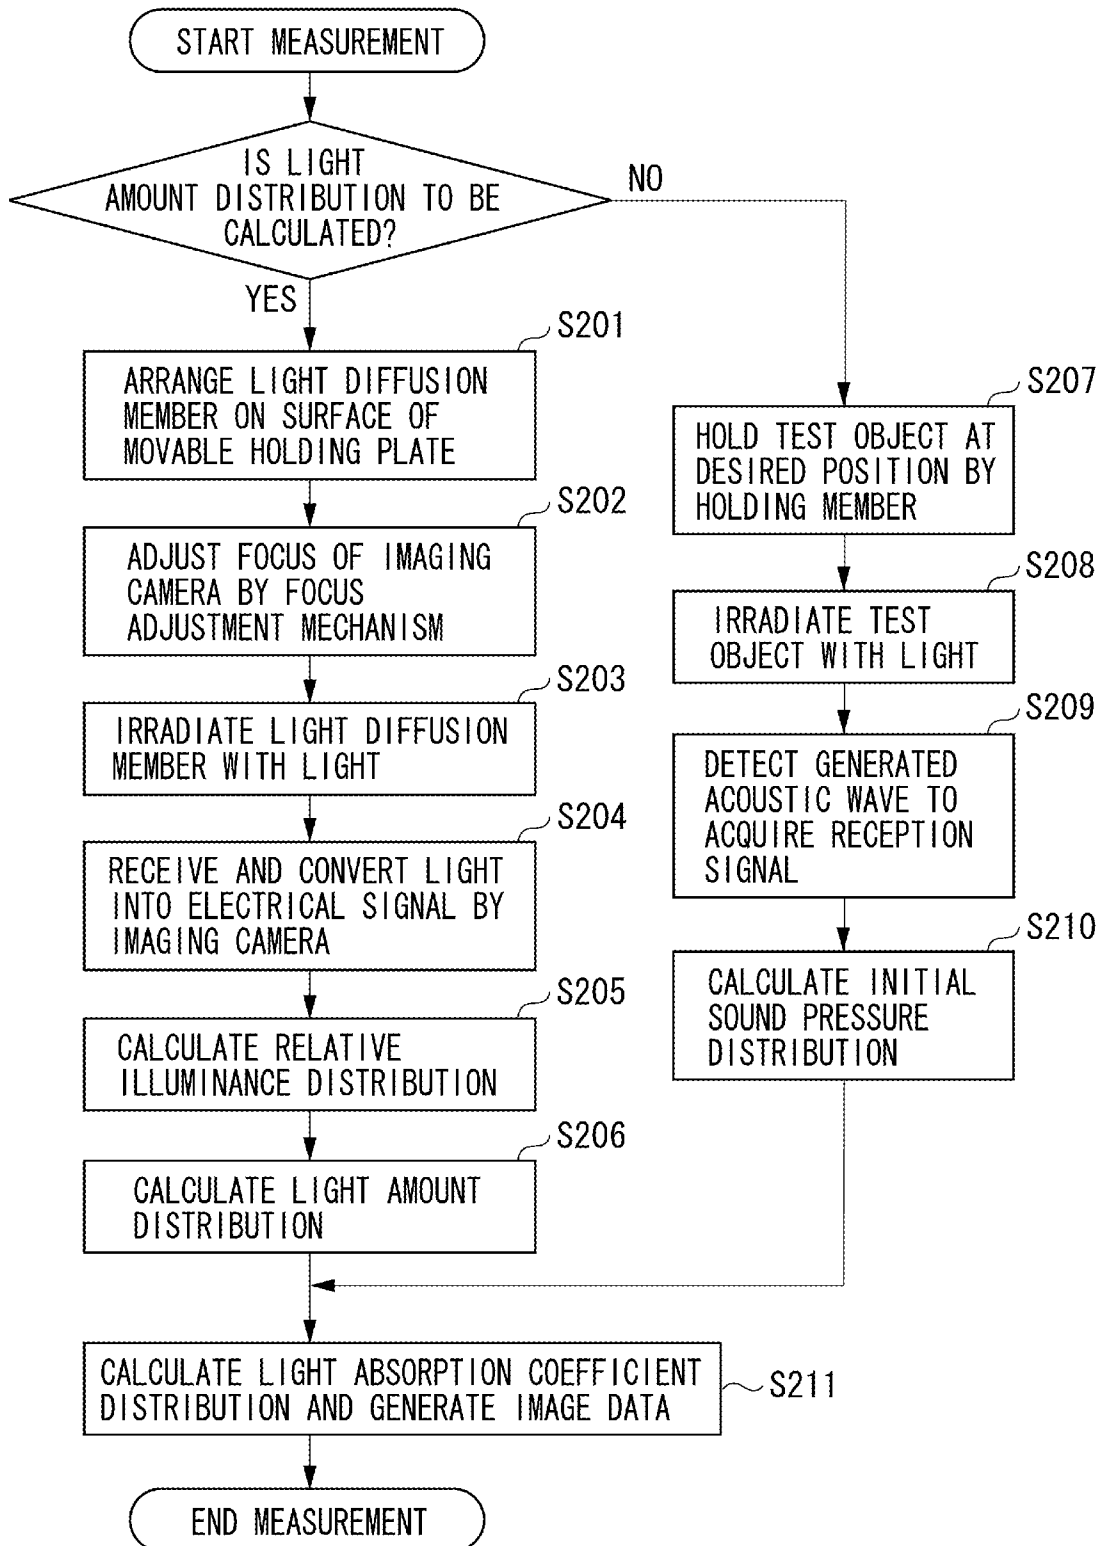 START MEASUREMENT
IS LIGHT
AMOUNT DISTRIBUTION TO BE
CALCULATED?
NO
YES
S201
ARRANGE LIGHT DIFFUSION
MEMBER ON SURFACE OF
MOVABLE HOLDING PLATE
S202
ADJUST FOCUS OF IMAGING
CAMERA BY FOCUS
ADJUSTMENT MECHANISM
S203
IRRADIATE LIGHT DIFFUSION
MEMBER WITH LIGHT
S204
RECEIVE AND CONVERT LIGHT
INTO ELECTRICAL SIGNAL BY
IMAGING CAMERA
S205
CALCULATE RELATIVE
ILLUMINANCE DISTRIBUTION
S206
CALCULATE LIGHT AMOUNT
DISTRIBUTION
S207
HOLD TEST OBJECT AT
DESIRED POSITION BY
HOLDING MEMBER
S208
IRRADIATE TEST
OBJECT WITH LIGHT
S209
DETECT GENERATED
ACOUSTIC WAVE TO
ACQUIRE RECEPTION
SIGNAL
S210
CALCULATE INITIAL
SOUND PRESSURE
DISTRIBUTION
CALCULATE LIGHT ABSORPTION COEFFICIENT
DISTRIBUTION AND GENERATE IMAGE DATA
S211
END MEASUREMENT